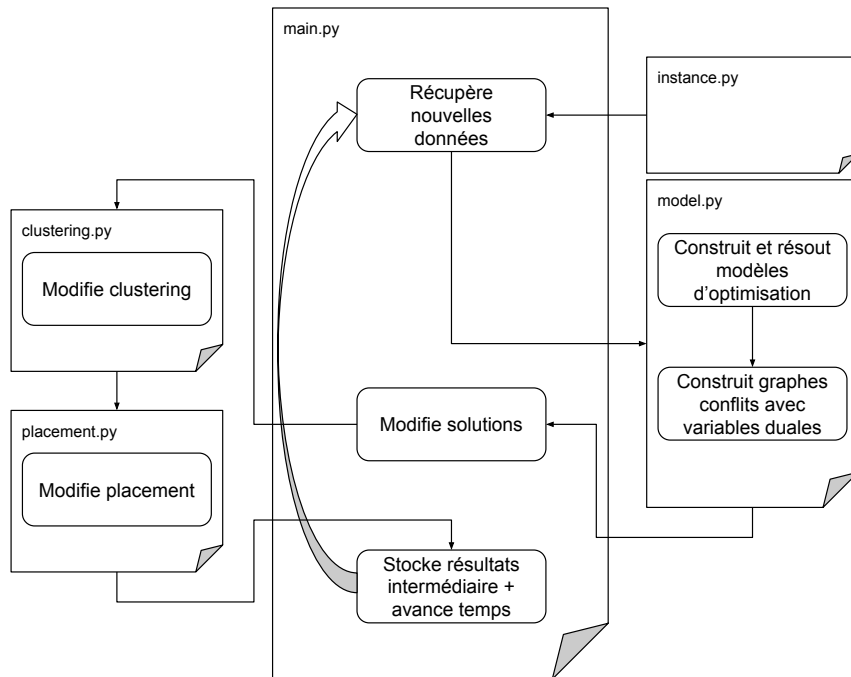 main.py
Récupère
nouvelles
données
instance.py
model.py
Construit et résout
modèles
d'optimisation
Construit graphes
conflits avec
variables duales
Modifie solutions
clustering.py
Modifie clustering
placement.py
Modifie placement
Stocke résultats
intermédiaire +
avance temps